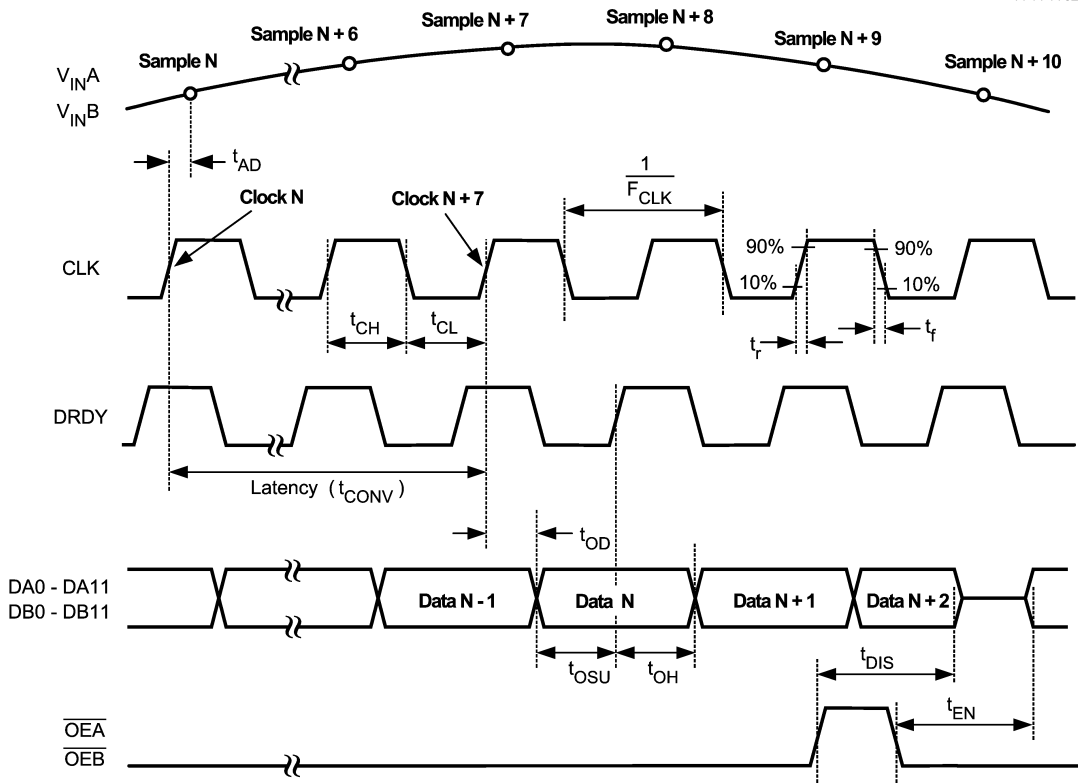 Sample N
Sample N + 6
Sample N + 7
Sample N + 8
Sample N + 9
Sample N + 10
VINA
VINB
tAD
1
FCLK
Clock N
Clock N + 7
CLK
90%
90%
10%
10%
tCH
tCL
tr
tf
DRDY
Latency (tCONV)
tOD
DA0 - DA11
DB0 - DB11
Data N - 1
Data N
Data N + 1
Data N + 2
tOSU
tOH
tDIS
tEN
OEA
OEB